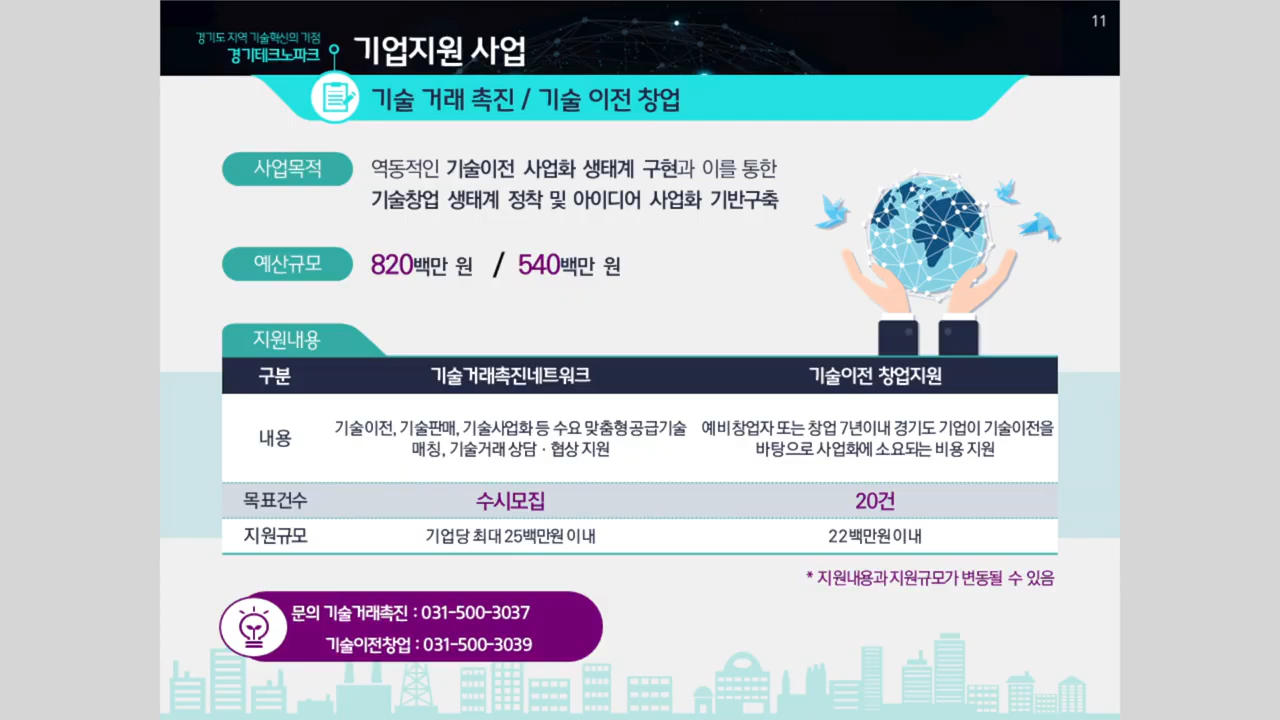 11
경기도 지역 기술혁신의 기점
경기테크노파크
기업지원 사업
기술 거래 촉진 / 기술 이전 창업
사업목적
역동적인 기술이전 사업화 생태계 구현과 이를 통한
기술창업 생태계 정착 및 아이디어 사업화 기반구축
예산규모
820백만 원 / 540백만 원
지원내용
구분 기술거래촉진네트워크 기술이전 창업지원
내용
기술이전, 기술판매, 기술사업화 등 수요 맞춤형 공급기술
매칭, 기술거래 상담 · 협상 지원
예비창업자 또는 창업 7년이내 경기도 기업이 기술이전을
바탕으로 사업화에 소요되는 비용 지원
목표건수 수시모집 20건
지원규모 기업당 최대 25백만원 이내 22백만원 이내
* 지원내용과 지원규모가 변동될 수 있음
문의 기술거래촉진 : 031-500-3037
기술이전창업 : 031-500-3039